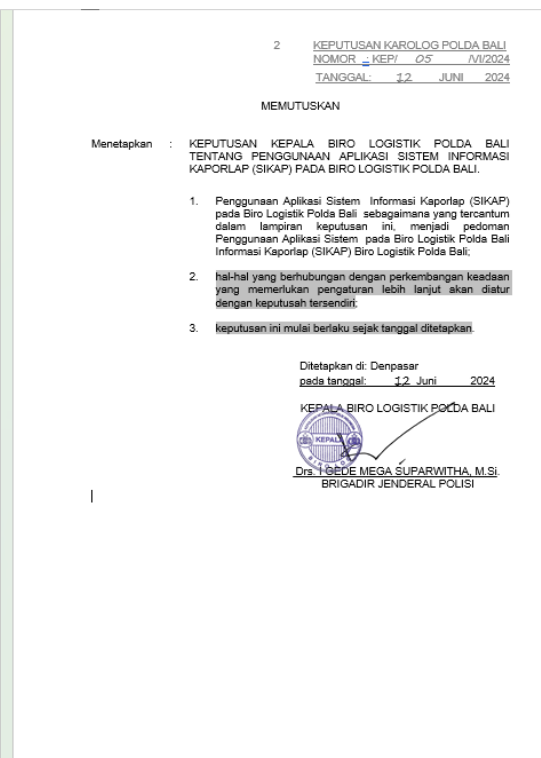 2 KEPUTUSAN KAROLOG POLDA BALI
NOMOR : KEP/ 05 /VI/2024
TANGGAL: 12 JUNI 2024
MEMUTUSKAN
Menetapkan : KEPUTUSAN KEPALA BIRO LOGISTIK POLDA BALI
TENTANG PENGGUNAAN APLIKASI SISTEM INFORMASI
KAPORLAP (SIKAP) PADA BIRO LOGISTIK POLDA BALI.
1. Penggunaan Aplikasi Sistem Informasi Kaporlap (SIKAP)
pada Biro Logistik Polda Bali sebagaimana yang tercantum
dalam lampiran keputusan ini, menjadi pedoman
Penggunaan Aplikasi Sistem pada Biro Logistik Polda Bali
Informasi Kaporlap (SIKAP) Biro Logistik Polda Bali;
2. hal-hal yang berhubungan dengan perkembangan keadaan
yang memerlukan pengaturan lebih lanjut akan diatur
dengan keputusah tersendiri;
3. keputusan ini mulai berlaku sejak tanggal ditetapkan.
Ditetapkan di: Denpasar
pada tanggal: 12 Juni 2024
KEPALA BIRO LOGISTIK POLDA BALI
KEPALA
Drs. I GEDE MEGA SUPARWITHA, M.Si.
BRIGADIR JENDERAL POLISI